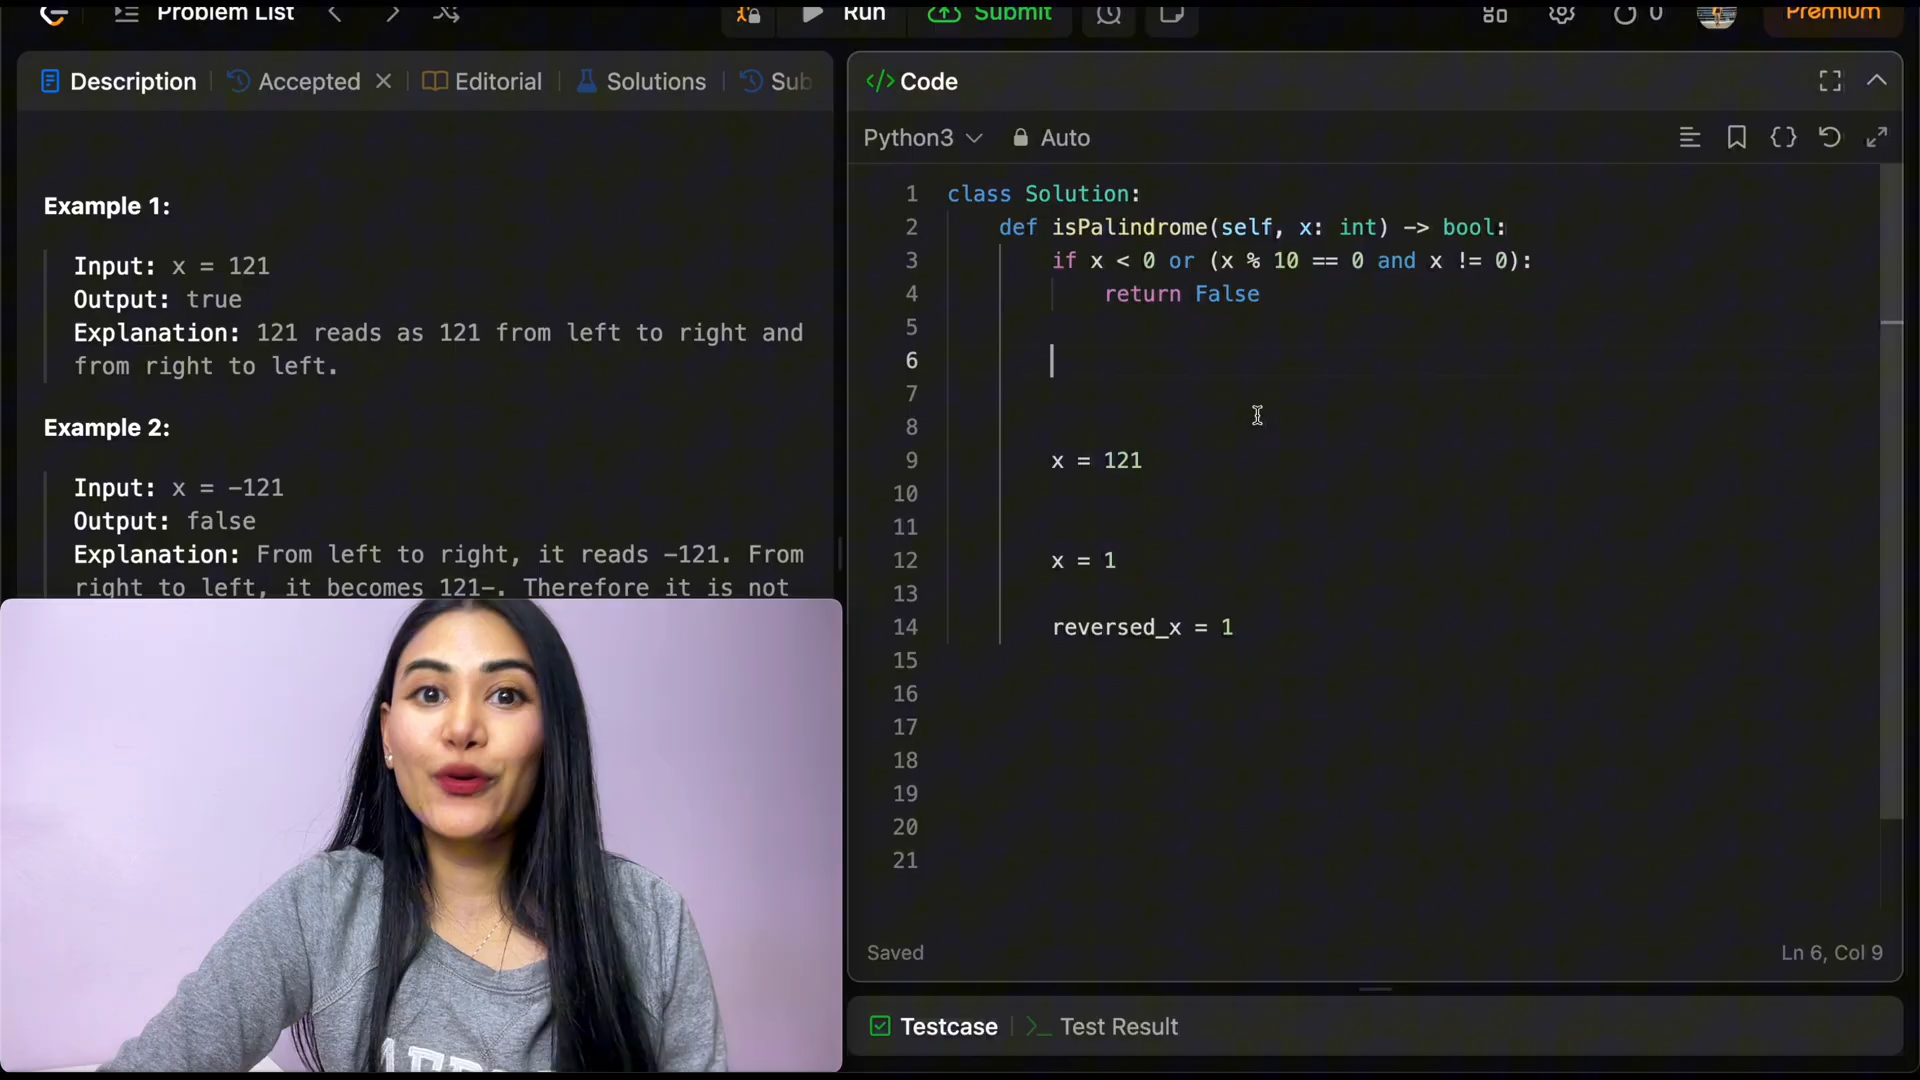 Problem List
Run
Submit
0
Premium
Description
Accepted
Editorial
Solutions
Sub
Example 1:
Input: x = 121
Output: true
Explanation: 121 reads as 121 from left to right and
from right to left.
Example 2:
Input: x = -121
Output: false
Explanation: From left to right, it reads -121. From
right to left, it becomes 121-. Therefore it is not
</> Code
Python3
Auto
1 class Solution:
2 def isPalindrome(self, x: int) -> bool:
3 if x < 0 or (x % 10 == 0 and x != 0):
4 return False
5
6
7
8
9 x = 121
10
11
12 x = 1
13
14 reversed_x = 1
15
16
17
18
19
20
21
Saved
Ln 6, Col 9
Testcase
Test Result